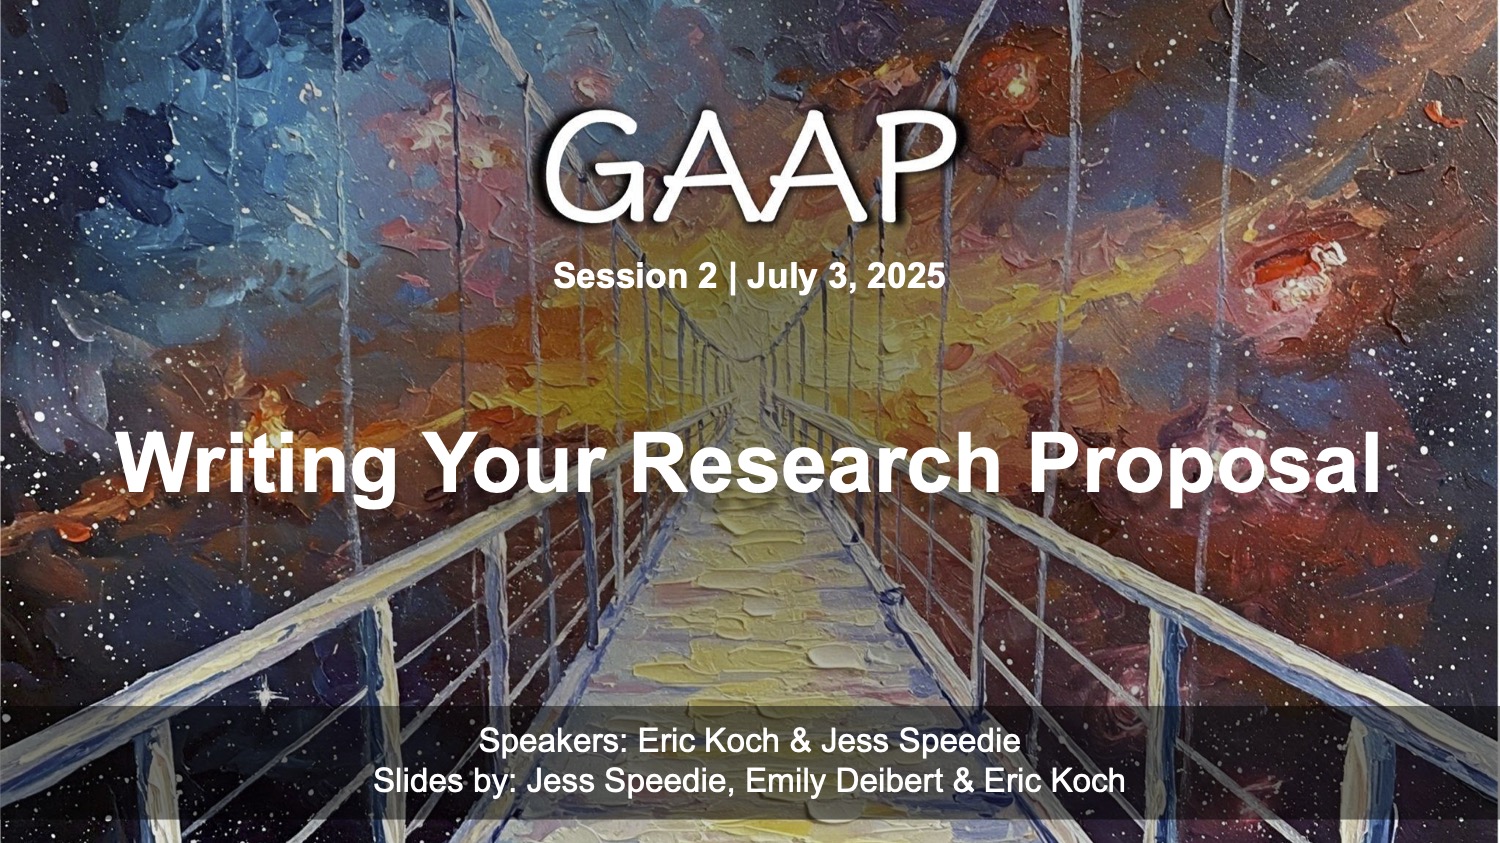 GAAP
Session 2 | July 3, 2025
Writing Your Research Proposal
Speakers: Eric Koch & Jess Speedie
Slides by: Jess Speedie, Emily Deibert & Eric Koch